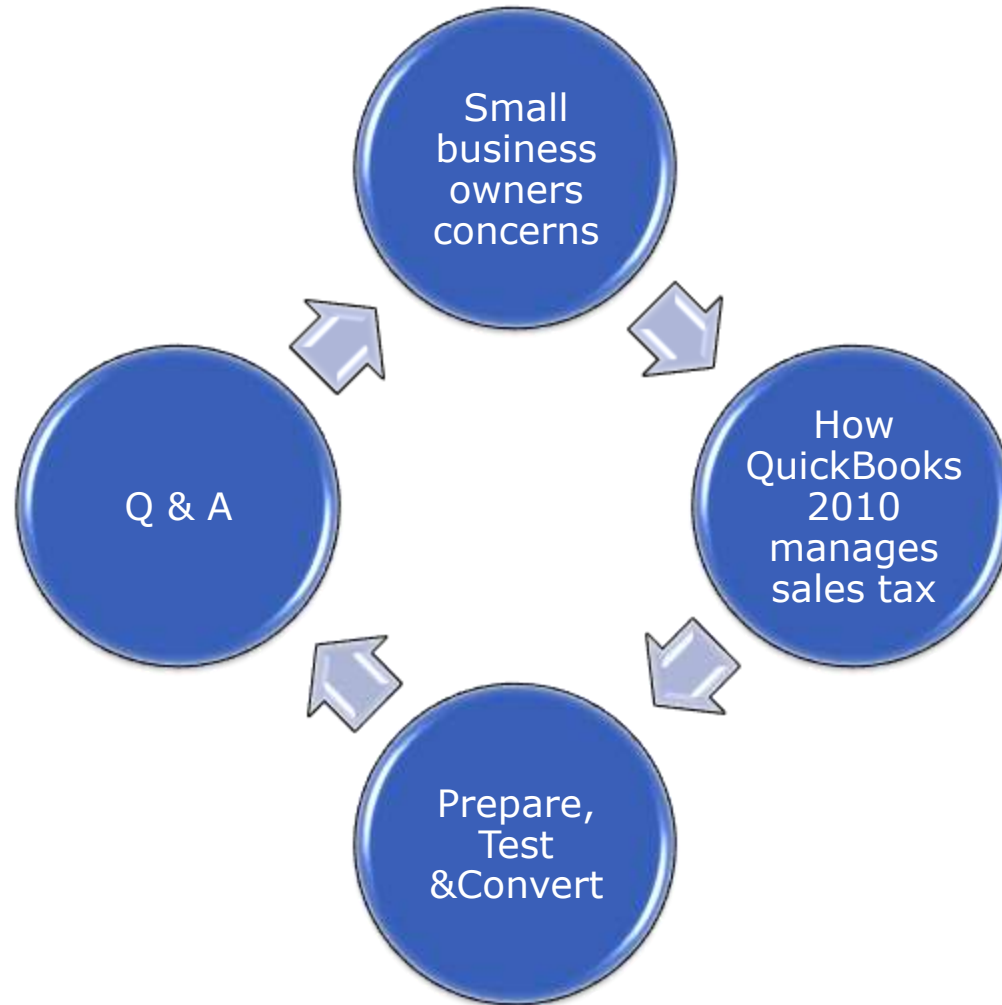 Small
business
owners
concerns
How
QuickBooks
2010
manages
sales tax
Prepare,
Test
&Convert
Q & A